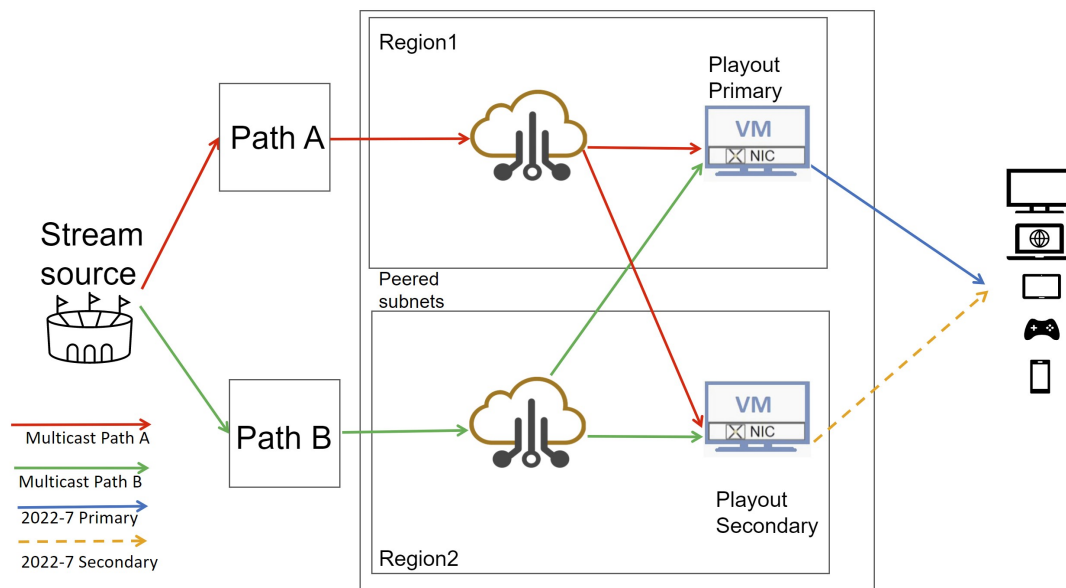 Region1
Playout
Primary
VM
NIC
Path A
Stream
source
Peered
subnets
Path B
VM
NIC
Playout
Secondary
Region2
Multicast Path A
Multicast Path B
2022-7 Primary
2022-7 Secondary